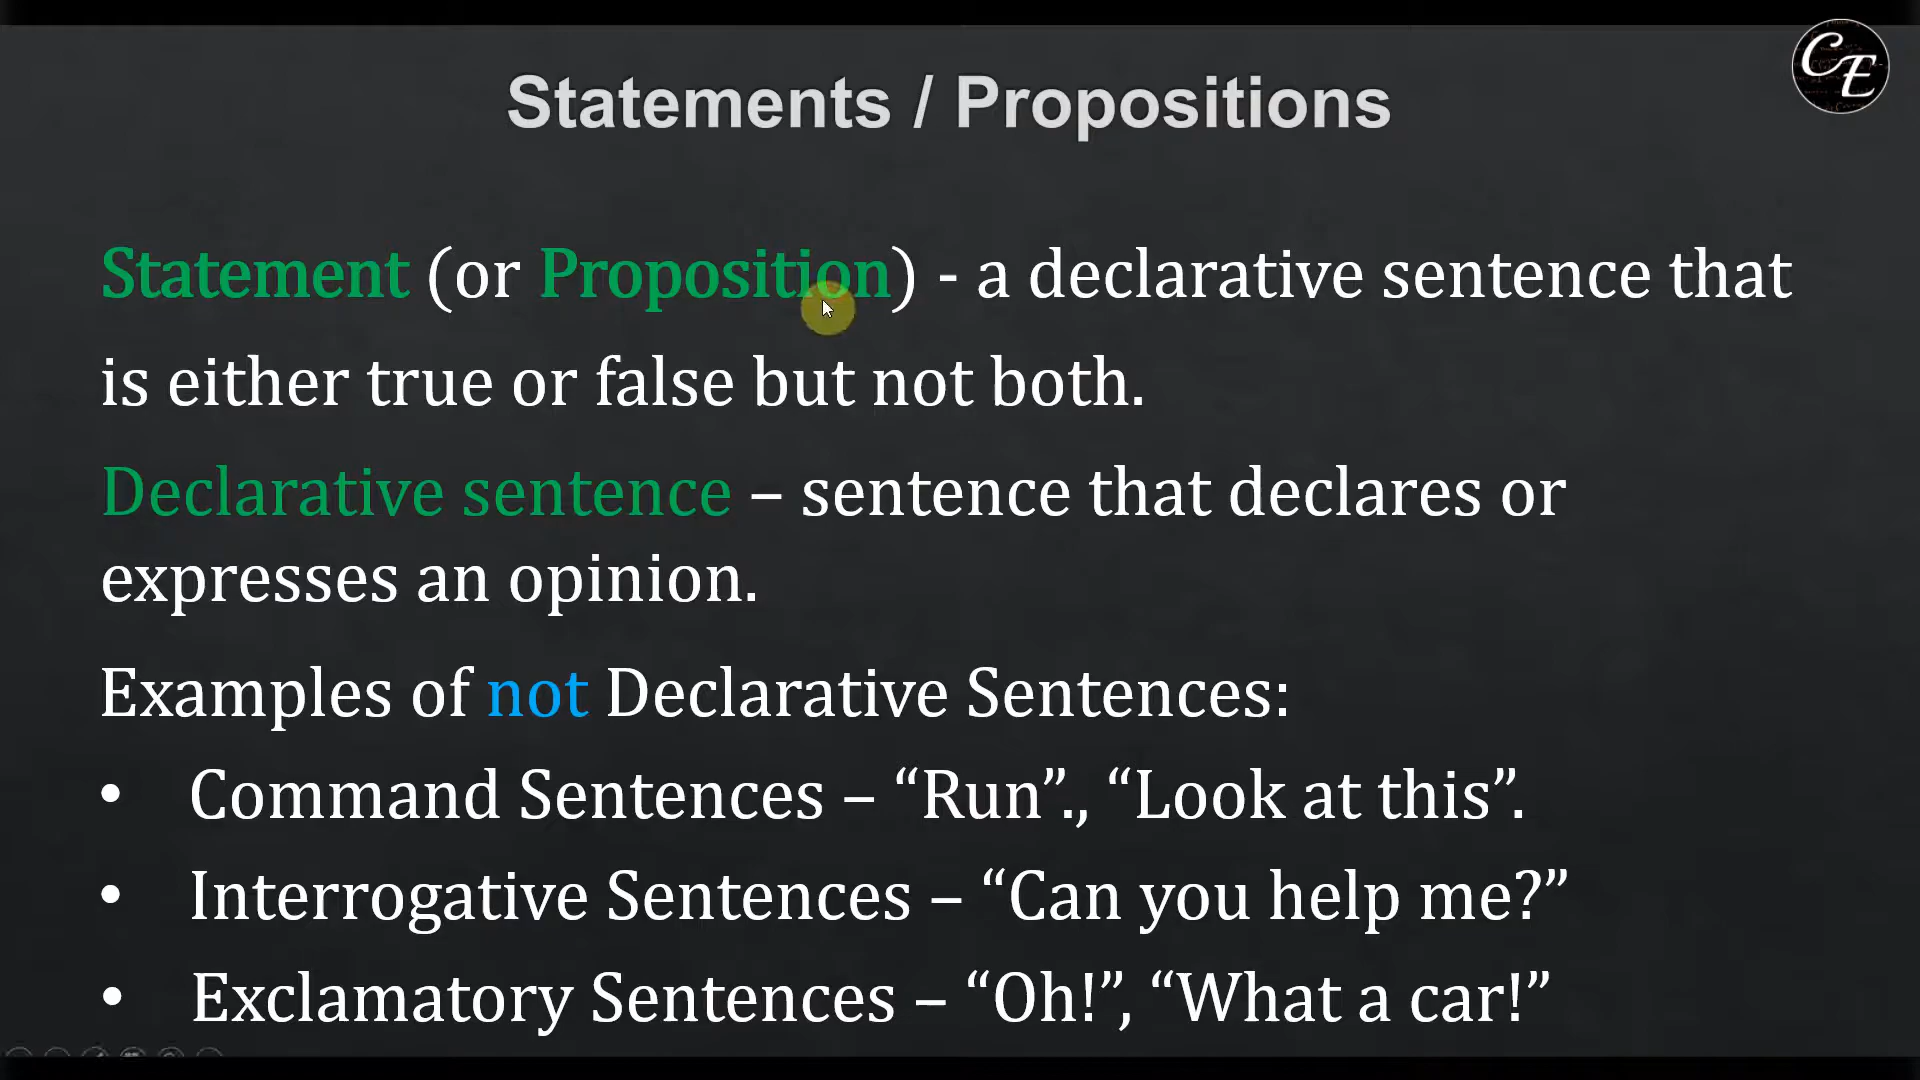 CE
Statements / Propositions
Statement (or Proposition) - a declarative sentence that
is either true or false but not both.
Declarative sentence – sentence that declares or
expresses an opinion.
Examples of not Declarative Sentences:
• Command Sentences – “Run”., “Look at this”.
• Interrogative Sentences – “Can you help me?”
• Exclamatory Sentences – “Oh!”, “What a car!”